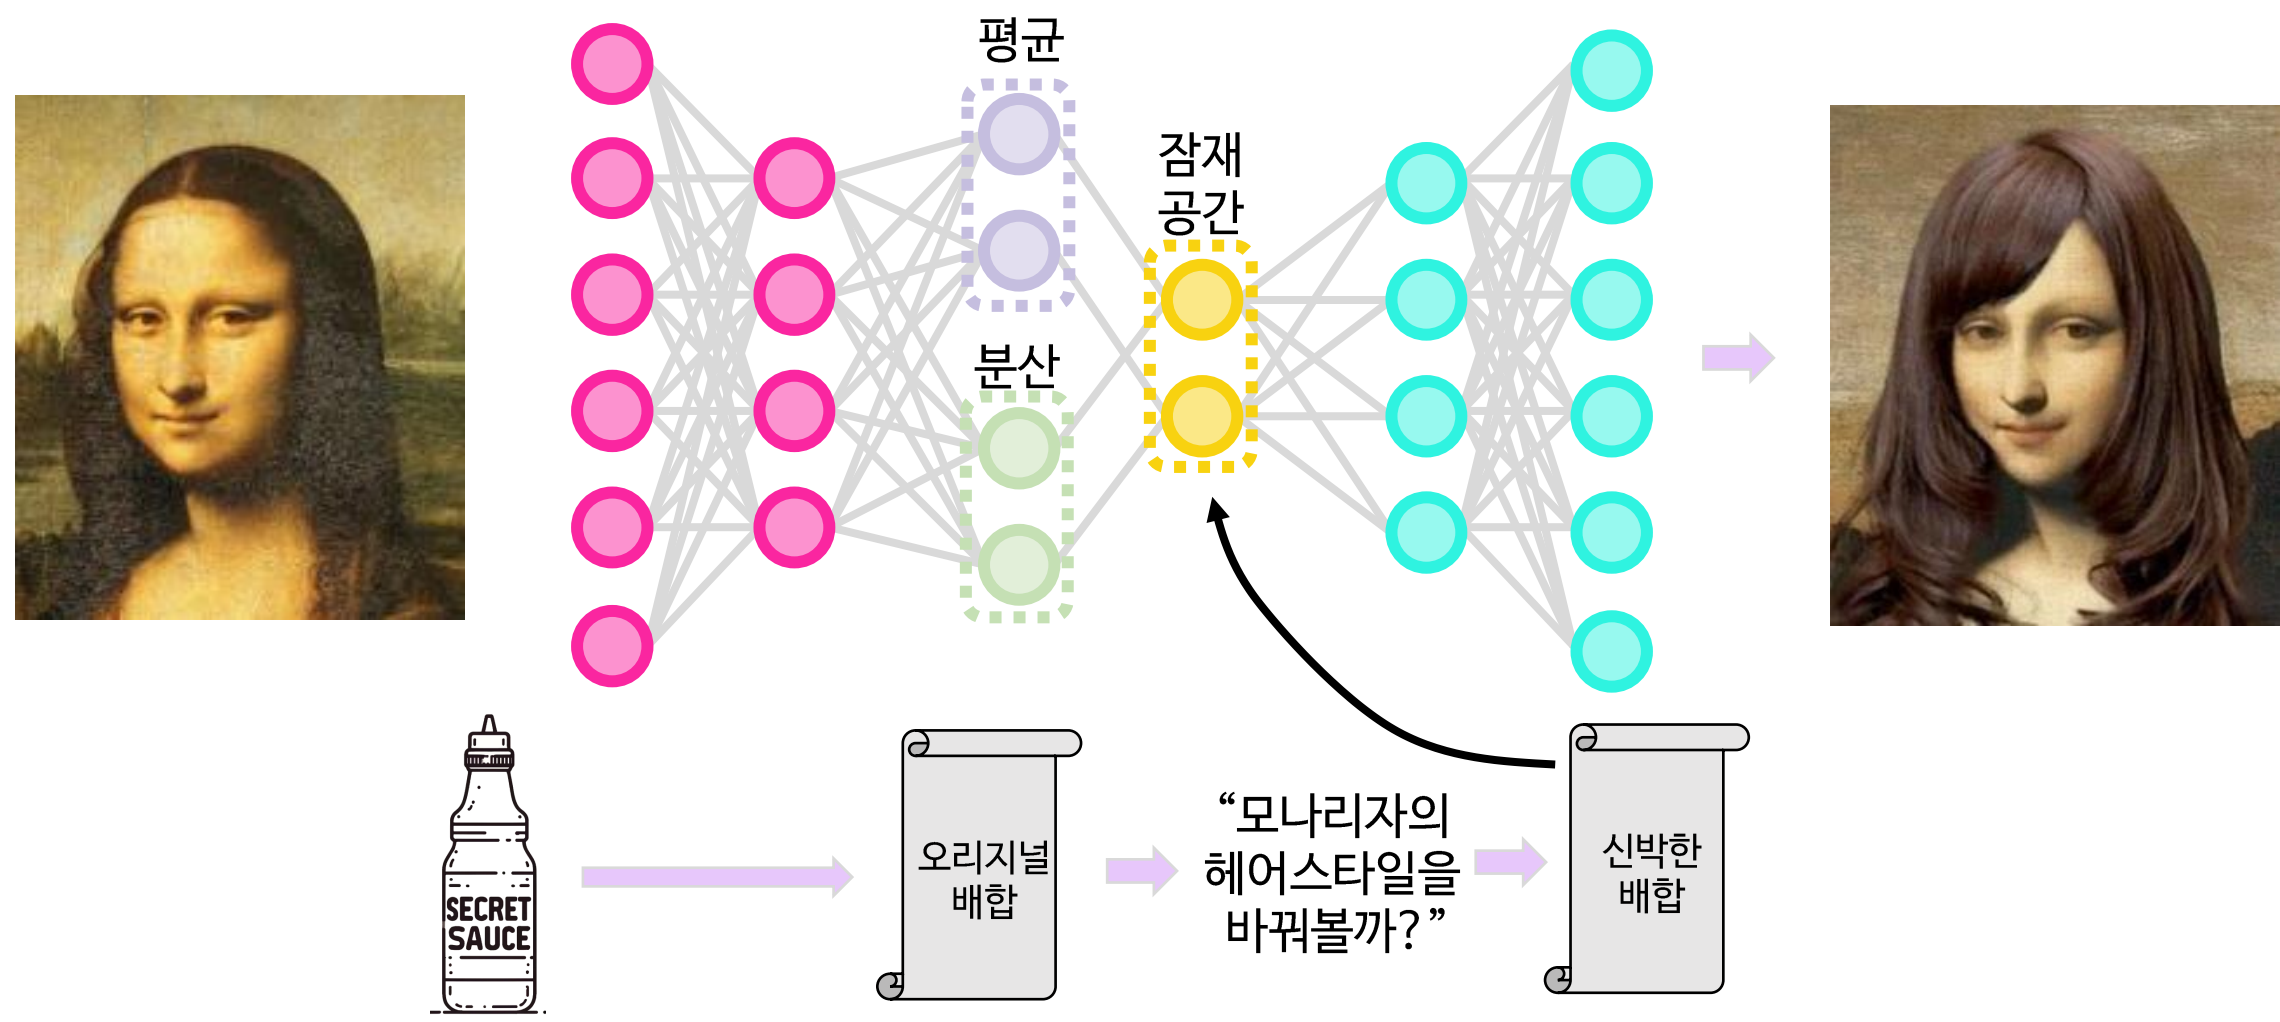 평균
잠재
공간
분산
SECRET
SAUCE
오리지널
배합
“모나리자의
헤어스타일을
바꿔볼까?”
신박한
배합